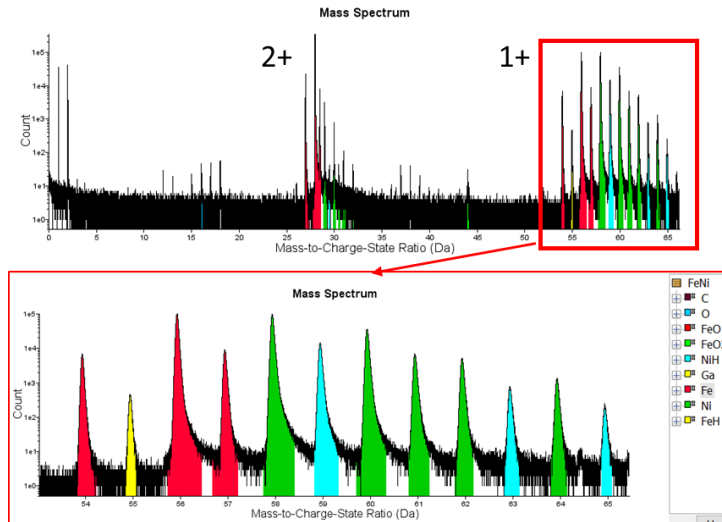 Mass Spectrum
2+
1+
1e5
1e4
1e3
1e2
1e1
1e0
Count
0 5 10 15 20 25 30 35 40 45 50 55 60 65
Mass-to-Charge-State Ratio (Da)
Mass Spectrum
1e5
1e4
1e3
1e2
1e1
1e0
Count
54 55 56 57 58 59 60 61 62 63 64 65
Mass-to-Charge-State Ratio (Da)
FeNi
C
O
FeO
NiH
Ga
Fe
Ni
FeH